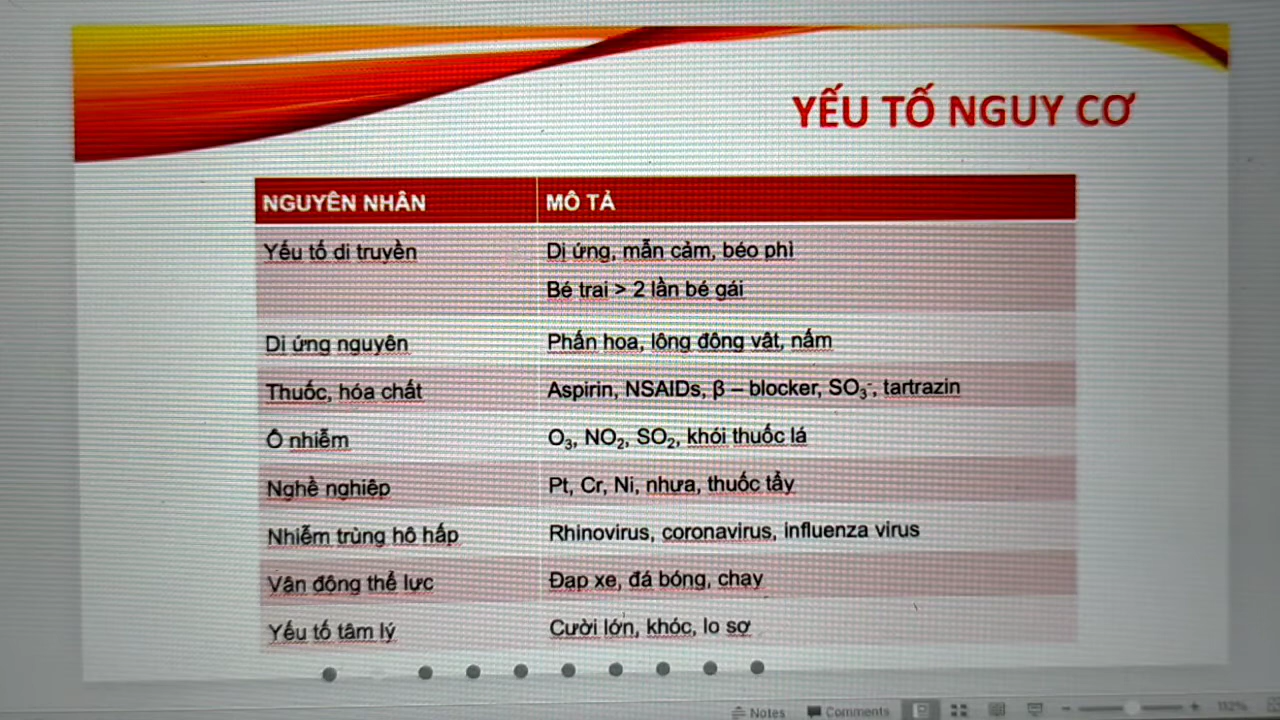 YẾU TỐ NGUY CƠ
NGUYÊN NHÂN MÔ TẢ
Yếu tố di truyền Dị ứng, mẫn cảm, béo phì
Bé trai > 2 lần bé gái
Dị ứng nguyên Phấn hoa, lông động vật, nấm
Thuốc, hóa chất Aspirin, NSAIDs, β – blocker, SO₃⁻, tartrazin
Ô nhiễm O₃, NO₂, SO₂, khói thuốc lá
Nghề nghiệp Pt, Cr, Ni, nhựa, thuốc tẩy
Nhiễm trùng hô hấp Rhinovirus, coronavirus, influenza virus
Vận động thể lực Đạp xe, đá bóng, chạy
Yếu tố tâm lý Cười lớn, khóc, lo sợ
Notes Comments